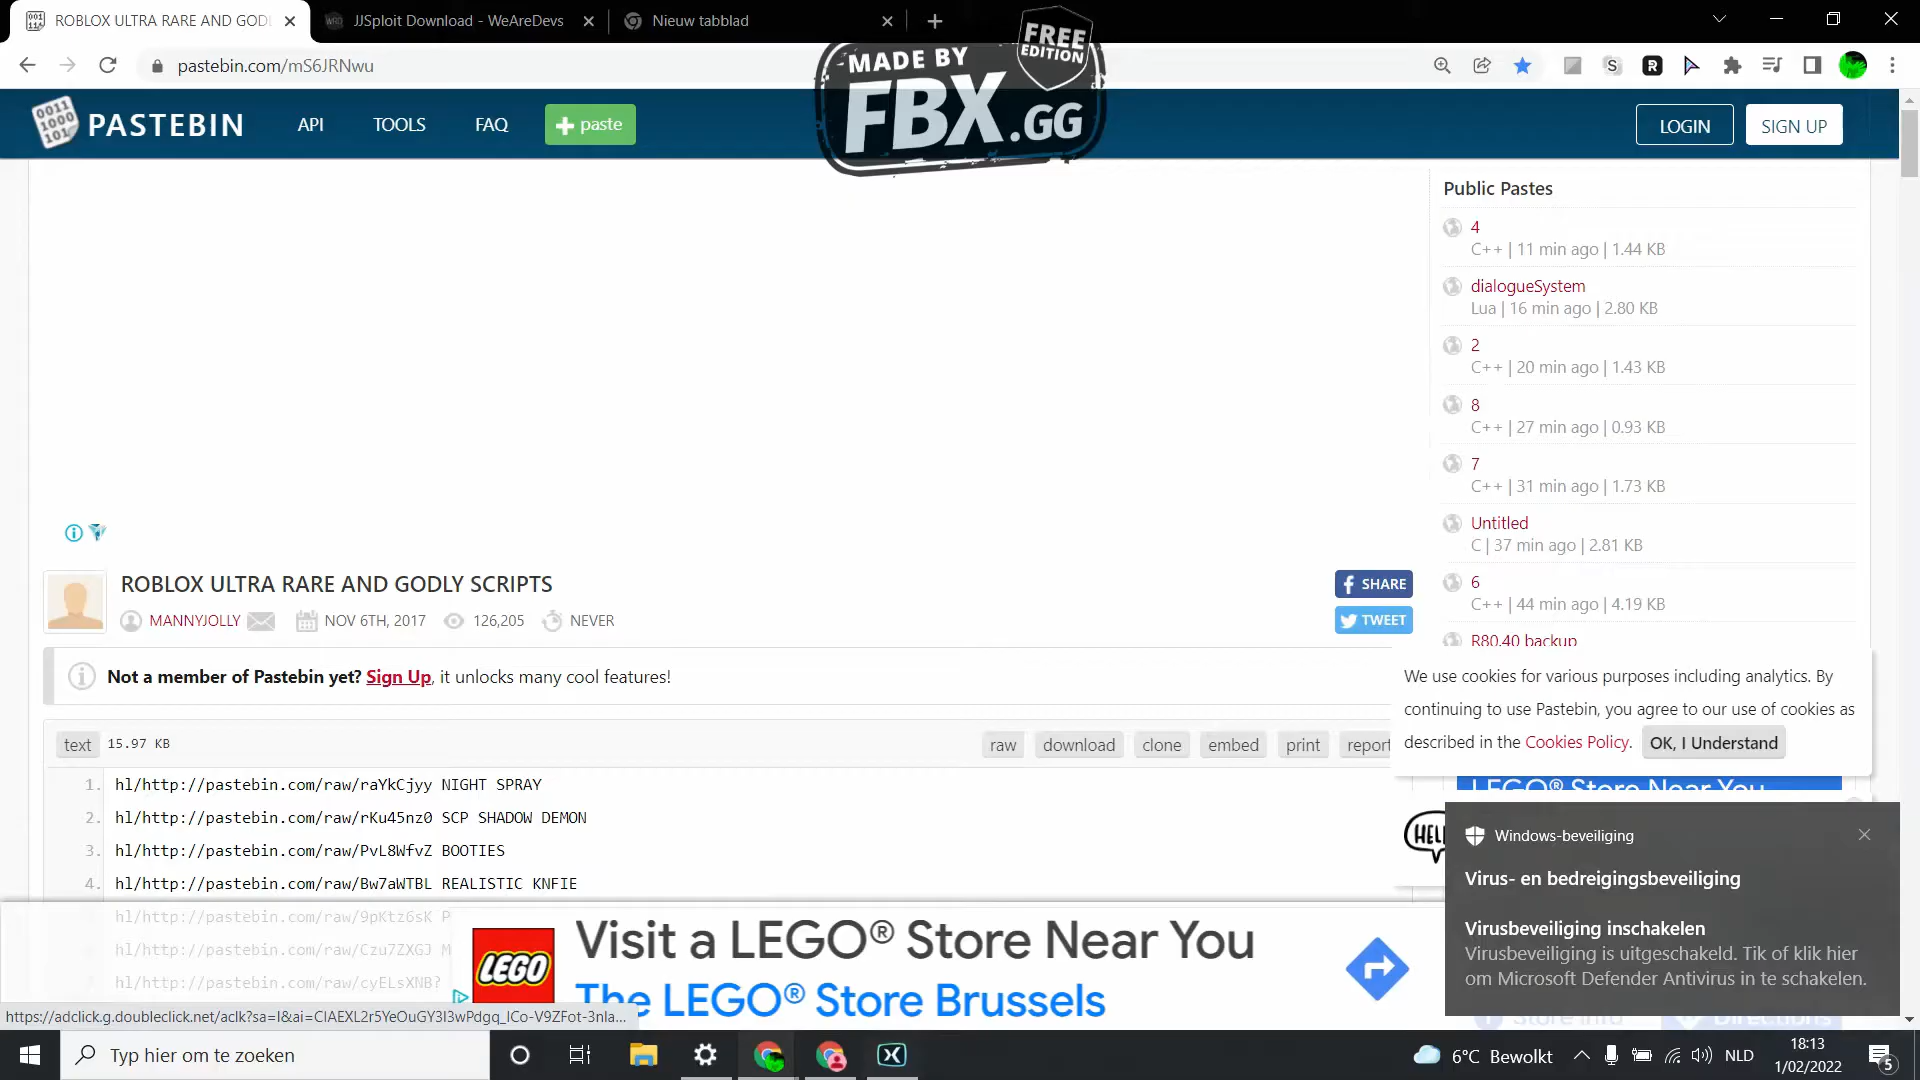 ROBLOX ULTRA RARE AND GODL
JJSploit Download - WeAreDevs
Nieuw tabblad
pastebin.com/mS6JRNwu
MADE BY
FBX.GG
FREE
EDITION
PASTEBIN
API
TOOLS
FAQ
paste
LOGIN
SIGN UP
Public Pastes
4
C++ | 11 min ago | 1.44 KB
dialogueSystem
Lua | 16 min ago | 2.80 KB
2
C++ | 20 min ago | 1.43 KB
8
C++ | 27 min ago | 0.93 KB
7
C++ | 31 min ago | 1.73 KB
Untitled
C | 37 min ago | 2.81 KB
6
C++ | 44 min ago | 4.19 KB
R80.40 backup
ROBLOX ULTRA RARE AND GODLY SCRIPTS
MANNYJOLLY
NOV 6TH, 2017
126,205
NEVER
SHARE
TWEET
Not a member of Pastebin yet? Sign Up, it unlocks many cool features!
text 15.97 KB
raw
download
clone
embed
print
report
1. hl/http://pastebin.com/raw/raYkCjyy NIGHT SPRAY
2. hl/http://pastebin.com/raw/rKu45nz0 SCP SHADOW DEMON
3. hl/http://pastebin.com/raw/PvL8WfvZ BOOTIES
4. hl/http://pastebin.com/raw/Bw7aWTBL REALISTIC KNFIE
hl/http://pastebin.com/raw/9pKtz6sK P
hl/http://pastebin.com/raw/Czu7ZXGJ M
hl/http://pastebin.com/raw/cyELsXNB?
We use cookies for various purposes including analytics. By
continuing to use Pastebin, you agree to our use of cookies as
described in the Cookies Policy. OK, I Understand
LEGO® Store Near You
HEL
Windows-beveiliging
Virus- en bedreigingsbeveiliging
Virusbeveiliging inschakelen
Virusbeveiliging is uitgeschakeld. Tik of klik hier
om Microsoft Defender Antivirus in te schakelen.
LEGO
Visit a LEGO® Store Near You
The LEGO® Store Brussels
Store info
Directions
Typ hier om te zoeken
6°C Bewolkt
NLD
18:13
1/02/2022
5